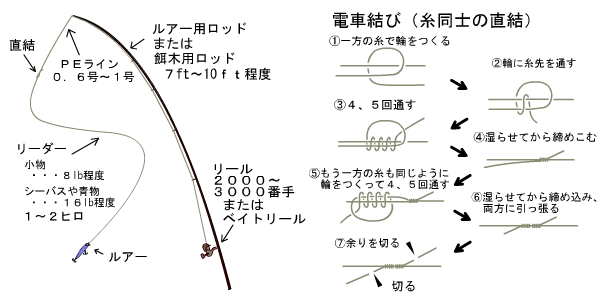 ルアー用ロッド
または
餌木用ロッド
7ft～10ft程度
直結
PEライン
0.6号～1号
リーダー
小物
・・・8lb程度
シーバスや青物
・・・16lb程度
1～2ヒロ
ルアー
リール
2000～
3000番手
または
ベイトリール
電車結び（糸同士の直結）
①一方の糸で輪をつくる
②輪に糸先を通す
③4、5回通す
④湿らせてから締めこむ
⑤もう一方の糸も同じように
輪をつくって4、5回通す
⑥湿らせてから締め込み、
両方に引っ張る
⑦余りを切る
切る